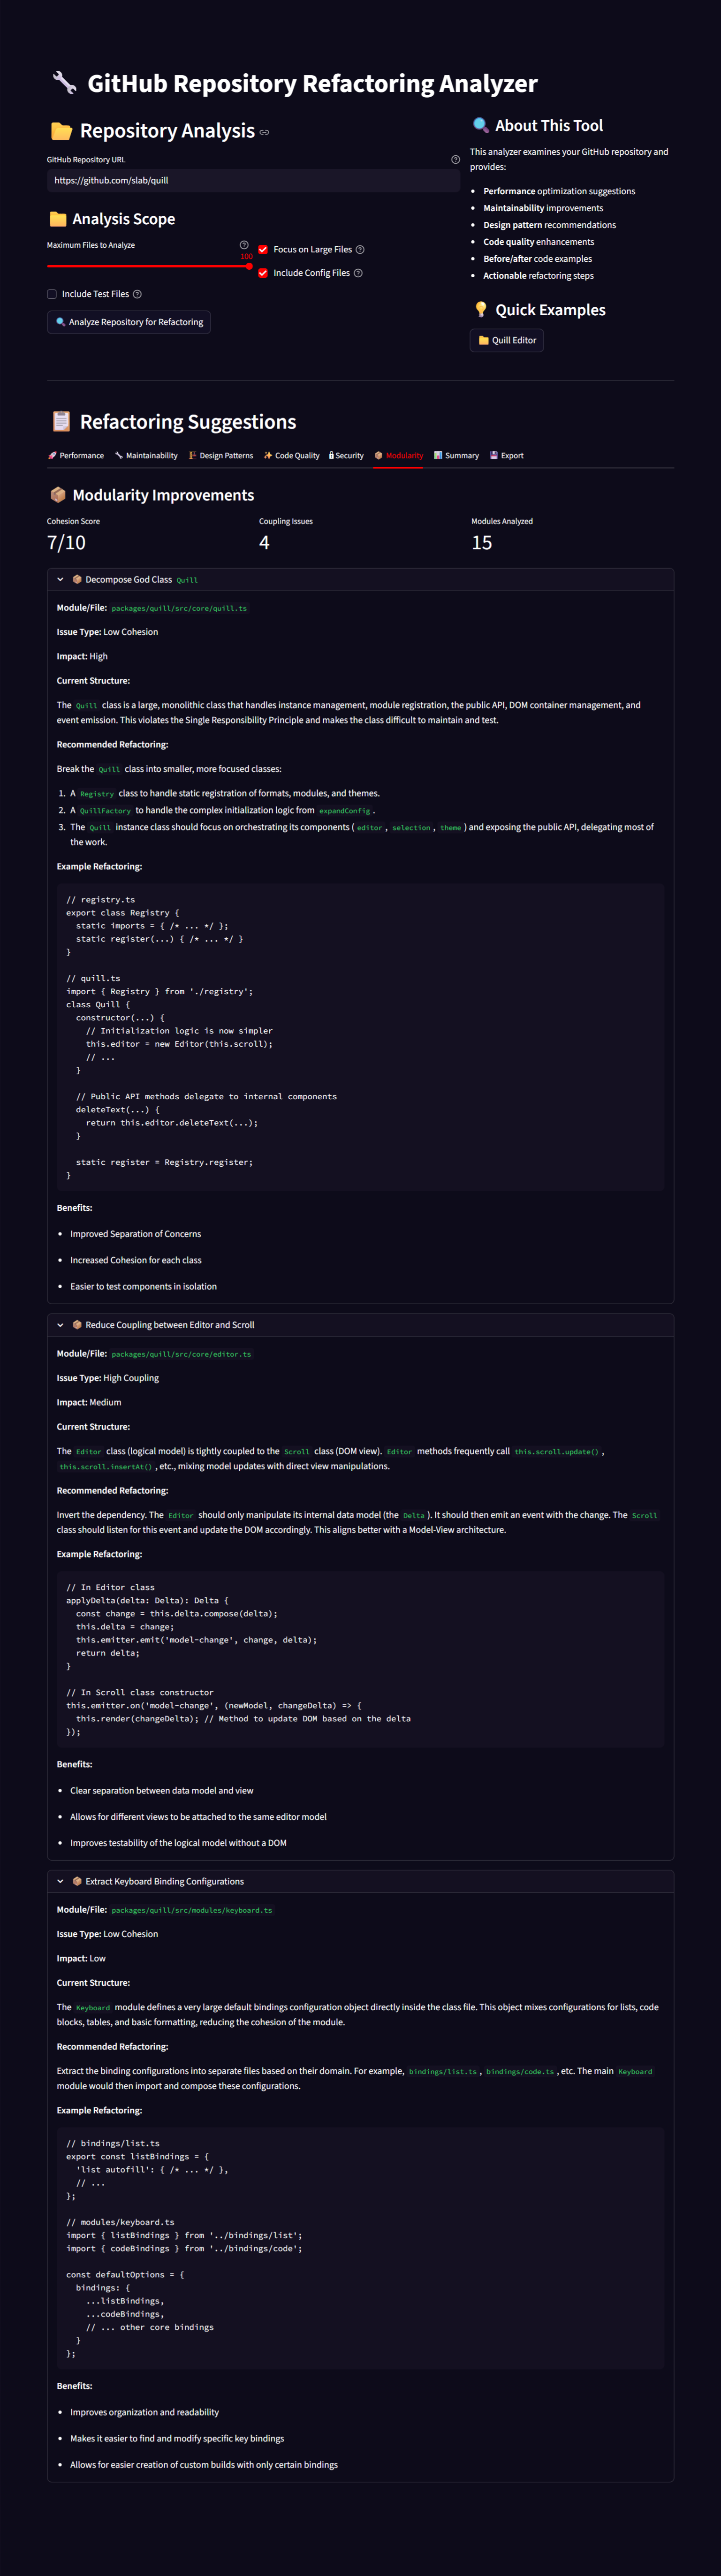 GitHub Repository Refactoring Analyzer
Repository Analysis
GitHub Repository URL
https://github.com/slab/quill
Analysis Scope
Maximum Files to Analyze
100
Focus on Large Files
Include Config Files
Include Test Files
Analyze Repository for Refactoring
About This Tool
This analyzer examines your GitHub repository and
provides:
• Performance optimization suggestions
• Maintainability improvements
• Design pattern recommendations
• Code quality enhancements
• Before/after code examples
• Actionable refactoring steps
Quick Examples
Quill Editor
Refactoring Suggestions
Performance Maintainability Design Patterns Code Quality Security Modularity Summary Export
Modularity Improvements
Cohesion Score
7/10
Coupling Issues
4
Modules Analyzed
15
Decompose God Class Quill
Module/File: packages/quill/src/core/quill.ts
Issue Type: Low Cohesion
Impact: High
Current Structure:
The Quill class is a large, monolithic class that handles instance management, module registration, the public API, DOM container management, and
event emission. This violates the Single Responsibility Principle and makes the class difficult to maintain and test.
Recommended Refactoring:
Break the Quill class into smaller, more focused classes:
1. A Registry class to handle static registration of formats, modules, and themes.
2. A QuillFactory to handle the complex initialization logic from expandConfig .
3. The Quill instance class should focus on orchestrating its components ( editor , selection , theme ) and exposing the public API, delegating most of
the work.
Example Refactoring:
// registry.ts
export class Registry {
  static imports = { /* ... */ };
  static register(...) { /* ... */ }
}
// quill.ts
import { Registry } from './registry';
class Quill {
  constructor(...) {
    // Initialization logic is now simpler
    this.editor = new Editor(this.scroll);
    // ...
  }
  // Public API methods delegate to internal components
  deleteText(...) {
    return this.editor.deleteText(...);
  }
  static register = Registry.register;
}
Benefits:
• Improved Separation of Concerns
• Increased Cohesion for each class
• Easier to test components in isolation
Reduce Coupling between Editor and Scroll
Module/File: packages/quill/src/core/editor.ts
Issue Type: High Coupling
Impact: Medium
Current Structure:
The Editor class (logical model) is tightly coupled to the Scroll class (DOM view). Editor methods frequently call this.scroll.update() ,
this.scroll.insertAt() , etc., mixing model updates with direct view manipulations.
Recommended Refactoring:
Invert the dependency. The Editor should only manipulate its internal data model (the Delta ). It should then emit an event with the change. The Scroll
class should listen for this event and update the DOM accordingly. This aligns better with a Model-View architecture.
Example Refactoring:
// In Editor class
applyDelta(delta: Delta): Delta {
  const change = this.delta.compose(delta);
  this.delta = change;
  this.emitter.emit('model-change', change, delta);
  return delta;
}
// In Scroll class constructor
this.emitter.on('model-change', (newModel, changeDelta) => {
  this.render(changeDelta); // Method to update DOM based on the delta
});
Benefits:
• Clear separation between data model and view
• Allows for different views to be attached to the same editor model
• Improves testability of the logical model without a DOM
Extract Keyboard Binding Configurations
Module/File: packages/quill/src/modules/keyboard.ts
Issue Type: Low Cohesion
Impact: Low
Current Structure:
The Keyboard module defines a very large default bindings configuration object directly inside the class file. This object mixes configurations for lists, code
blocks, tables, and basic formatting, reducing the cohesion of the module.
Recommended Refactoring:
Extract the binding configurations into separate files based on their domain. For example, bindings/list.ts , bindings/code.ts , etc. The main Keyboard
module would then import and compose these configurations.
Example Refactoring:
// bindings/list.ts
export const listBindings = {
  'list autofill': { /* ... */ },
  // ...
};
// modules/keyboard.ts
import { listBindings } from '../bindings/list';
import { codeBindings } from '../bindings/code';
const defaultOptions = {
  bindings: {
    ...listBindings,
    ...codeBindings,
    // ... other core bindings
  }
};
Benefits:
• Improves organization and readability
• Makes it easier to find and modify specific key bindings
• Allows for easier creation of custom builds with only certain bindings